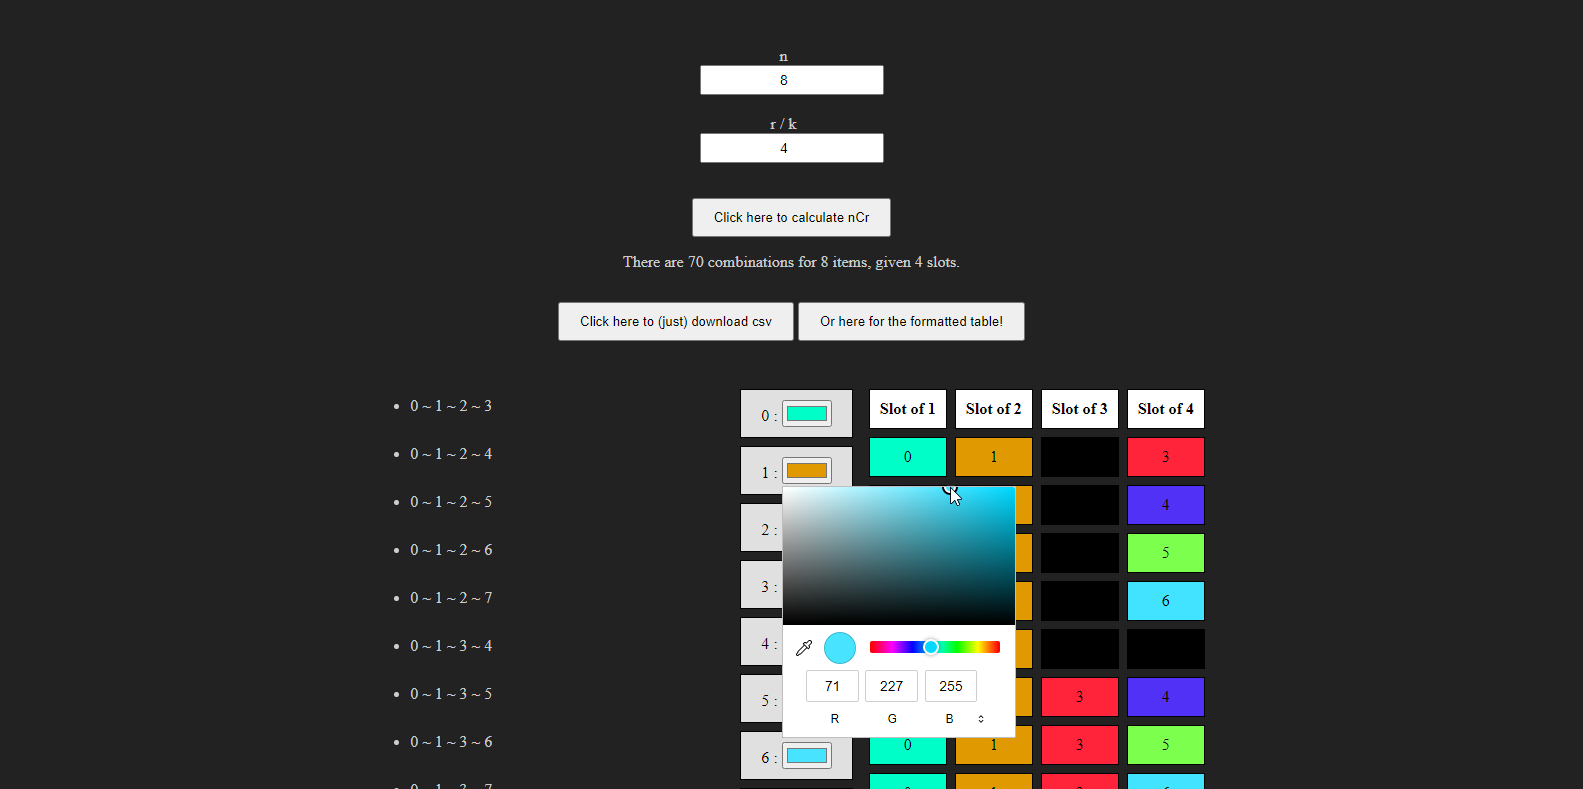 n
8
r / k
4
Click here to calculate nCr
There are 70 combinations for 8 items, given 4 slots.
Click here to (just) download csv
Or here for the formatted table!
0 ~ 1 ~ 2 ~ 3
0 ~ 1 ~ 2 ~ 4
0 ~ 1 ~ 2 ~ 5
0 ~ 1 ~ 2 ~ 6
0 ~ 1 ~ 2 ~ 7
0 ~ 1 ~ 3 ~ 4
0 ~ 1 ~ 3 ~ 5
0 ~ 1 ~ 3 ~ 6
0 :
1 :
2 :
3 :
4 :
5 :
6 :
71 227 255
R G B
Slot of 1 Slot of 2 Slot of 3 Slot of 4
0 1 3
4
5
6
3 4
0 1 3 5